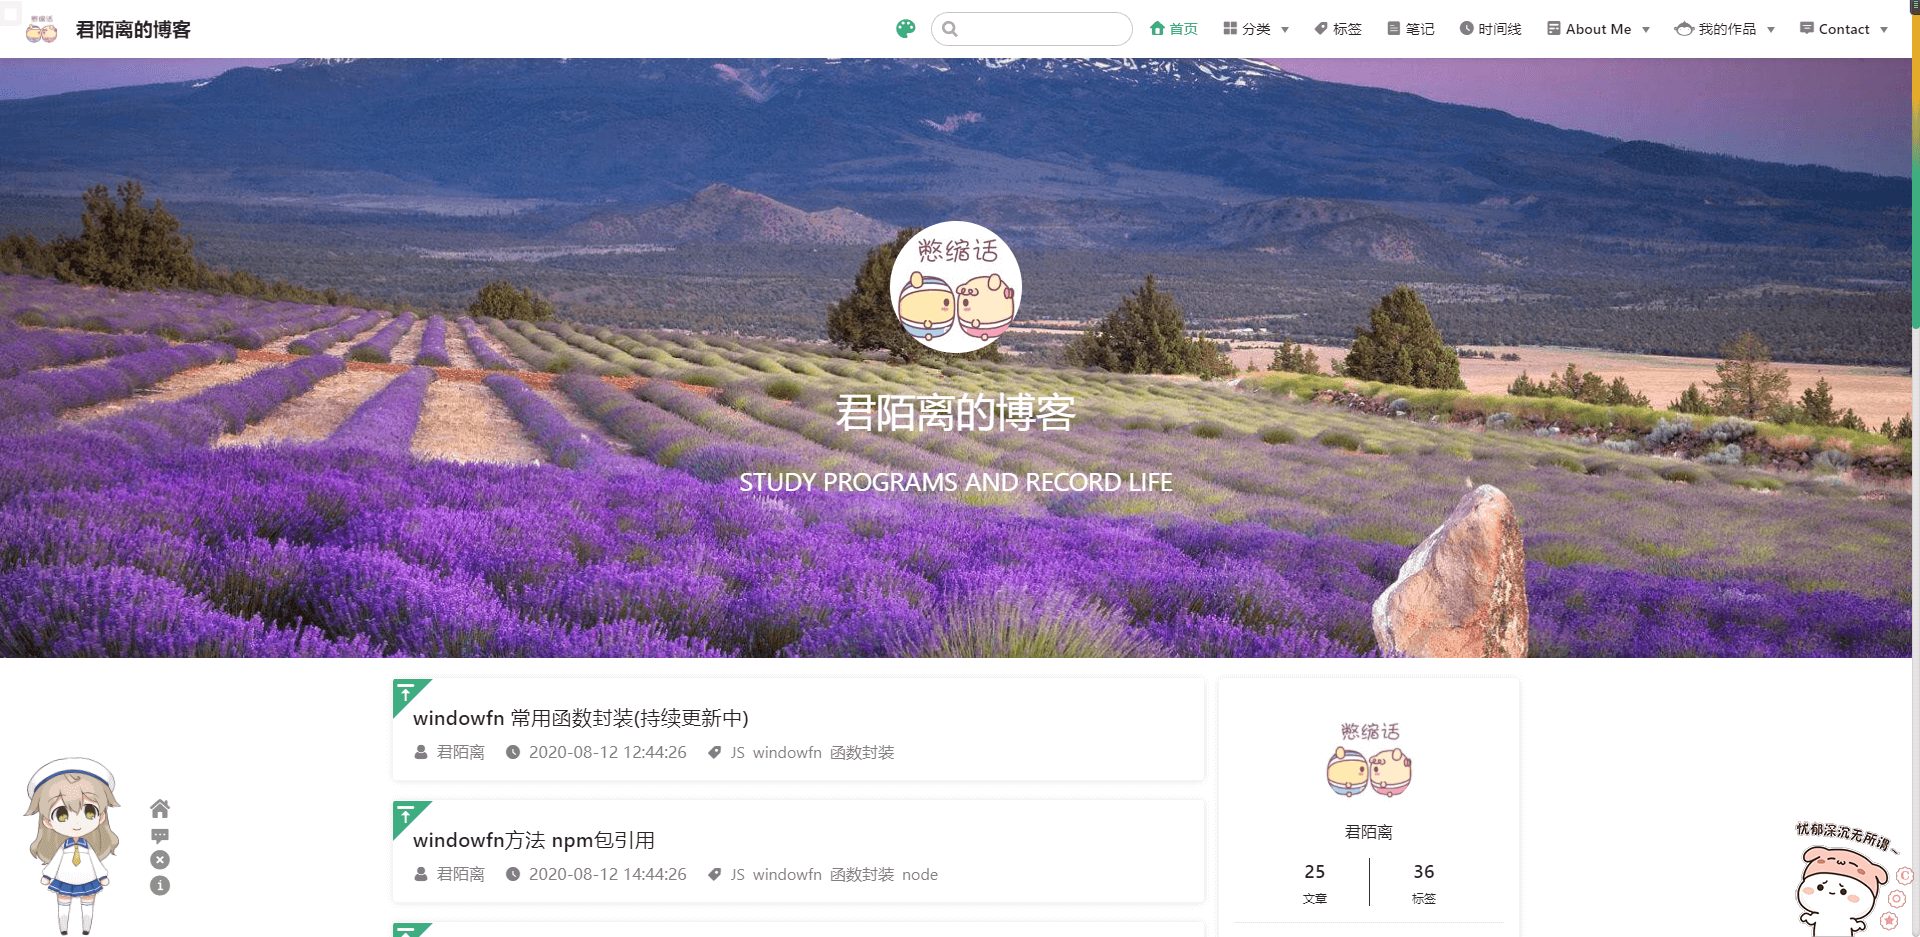 君陌离的博客
首页
分类
标签
笔记
时间线
About Me
我的作品
Contact
憋缩话
君陌离的博客
STUDY PROGRAMS AND RECORD LIFE
windowfn 常用函数封装(持续更新中)
君陌离 2020-08-12 12:44:26 JS windowfn 函数封装
windowfn方法 npm包引用
君陌离 2020-08-12 14:44:26 JS windowfn 函数封装 node
憋缩话
君陌离
25 36
文章 标签
忧郁深沉无所谓~